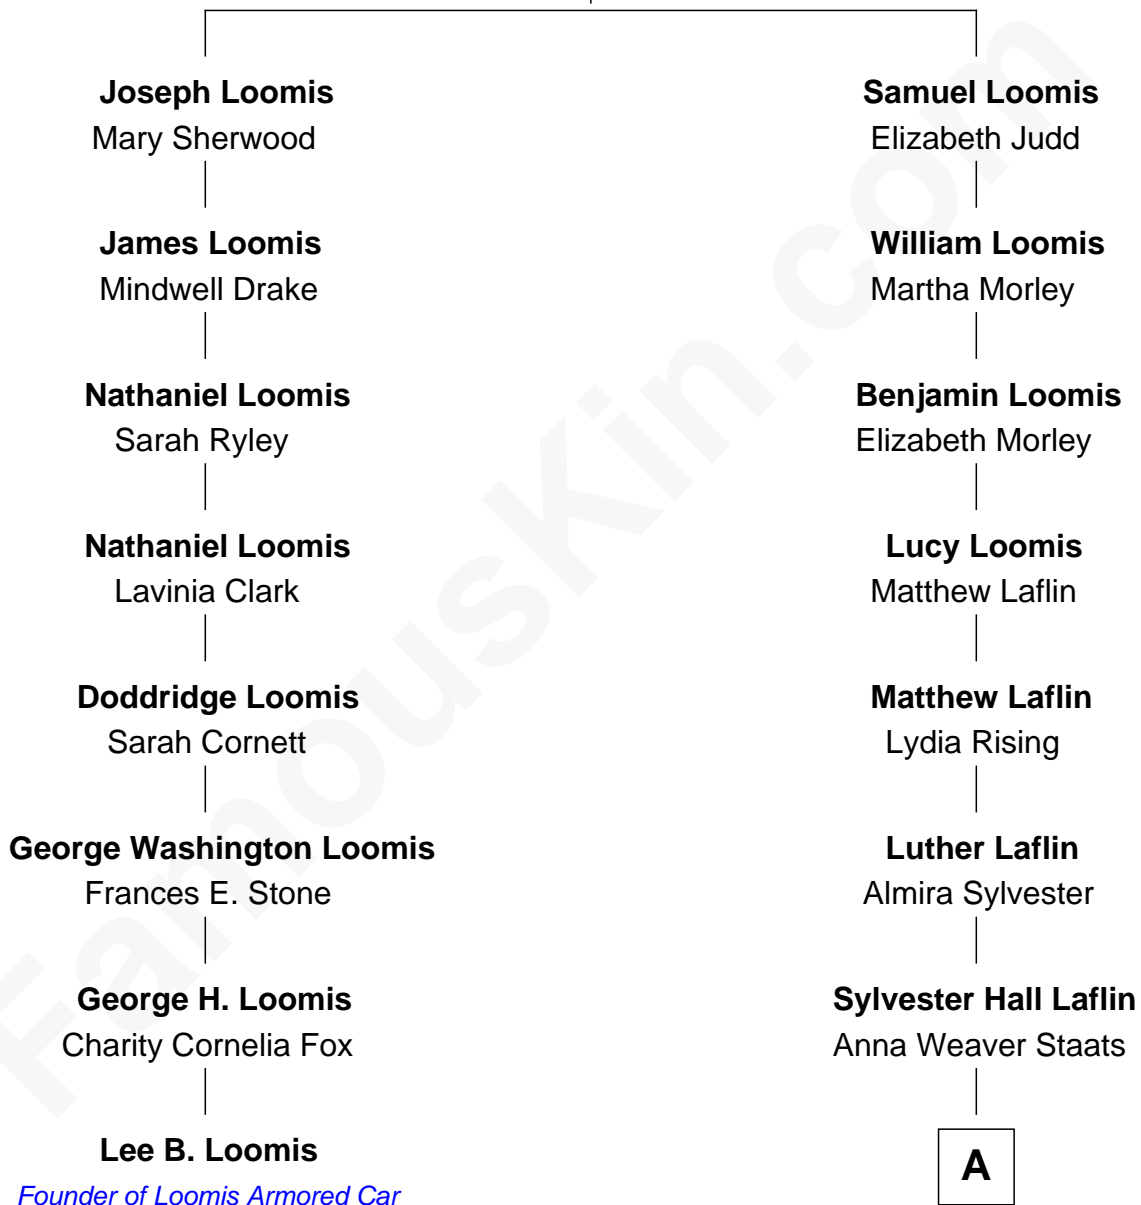 Joseph Loomis
Mary Sherwood
James Loomis
Mindwell Drake
Nathaniel Loomis
Sarah Ryley
Nathaniel Loomis
Lavinia Clark
Doddridge Loomis
Sarah Cornett
George Washington Loomis
Frances E. Stone
George H. Loomis
Charity Cornelia Fox
Lee B. Loomis
Founder of Loomis Armored Car
Samuel Loomis
Elizabeth Judd
William Loomis
Martha Morley
Benjamin Loomis
Elizabeth Morley
Lucy Loomis
Matthew Laflin
Matthew Laflin
Lydia Rising
Luther Laflin
Almira Sylvester
Sylvester Hall Laflin
Anna Weaver Staats
A
FamousKin.com